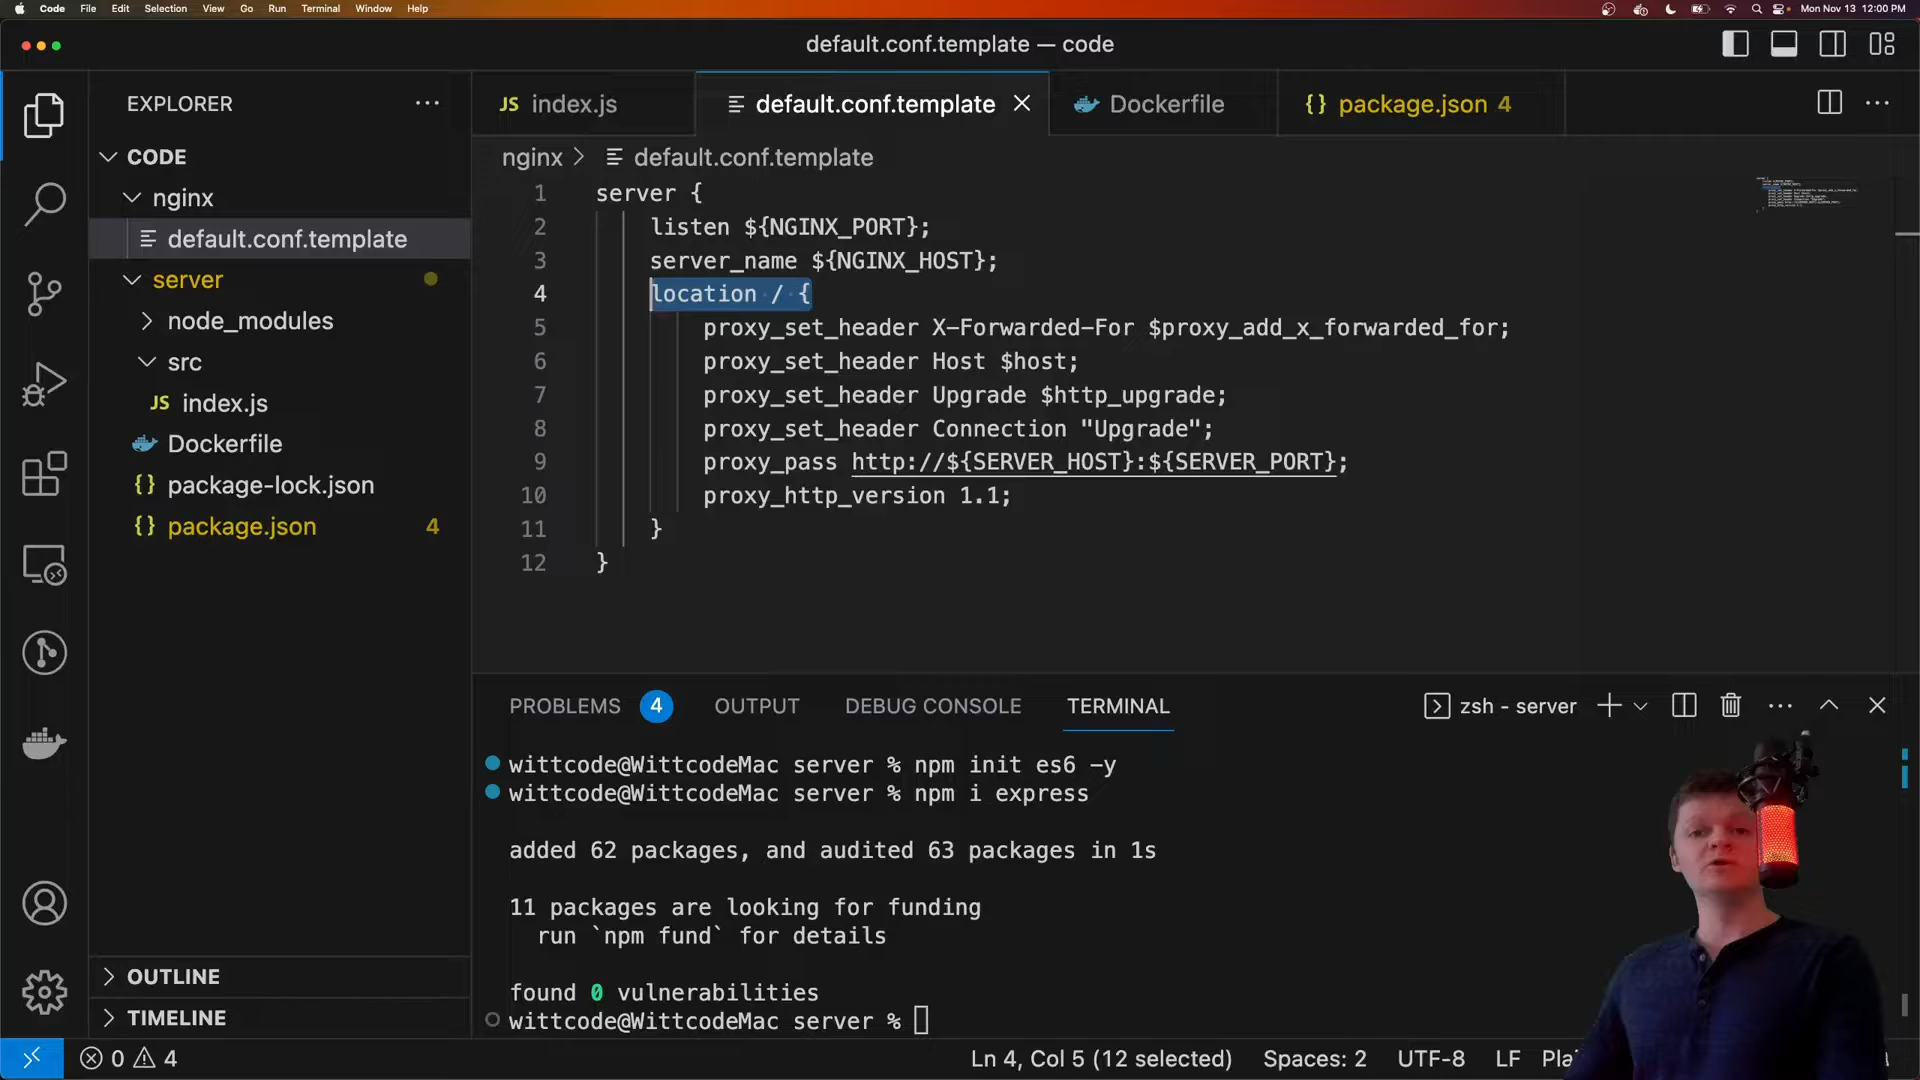 Code File Edit Selection View Go Run Terminal Window Help Mon Nov 13 12:00 PM
default.conf.template — code
EXPLORER
JS index.js
default.conf.template
Dockerfile
{} package.json 4
CODE
nginx
default.conf.template
server
node_modules
src
JS index.js
Dockerfile
{} package-lock.json
{} package.json 4
OUTLINE
TIMELINE
nginx > default.conf.template
1 server {
2 listen ${NGINX_PORT};
3 server_name ${NGINX_HOST};
4 location / {
5 proxy_set_header X-Forwarded-For $proxy_add_x_forwarded_for;
6 proxy_set_header Host $host;
7 proxy_set_header Upgrade $http_upgrade;
8 proxy_set_header Connection "Upgrade";
9 proxy_pass http://${SERVER_HOST}:${SERVER_PORT};
10 proxy_http_version 1.1;
11 }
12 }
PROBLEMS 4 OUTPUT DEBUG CONSOLE TERMINAL zsh - server
wittcode@WittcodeMac server % npm init es6 -y
wittcode@WittcodeMac server % npm i express
added 62 packages, and audited 63 packages in 1s
11 packages are looking for funding
run `npm fund` for details
found 0 vulnerabilities
wittcode@WittcodeMac server %
0 4 Ln 4, Col 5 (12 selected) Spaces: 2 UTF-8 LF